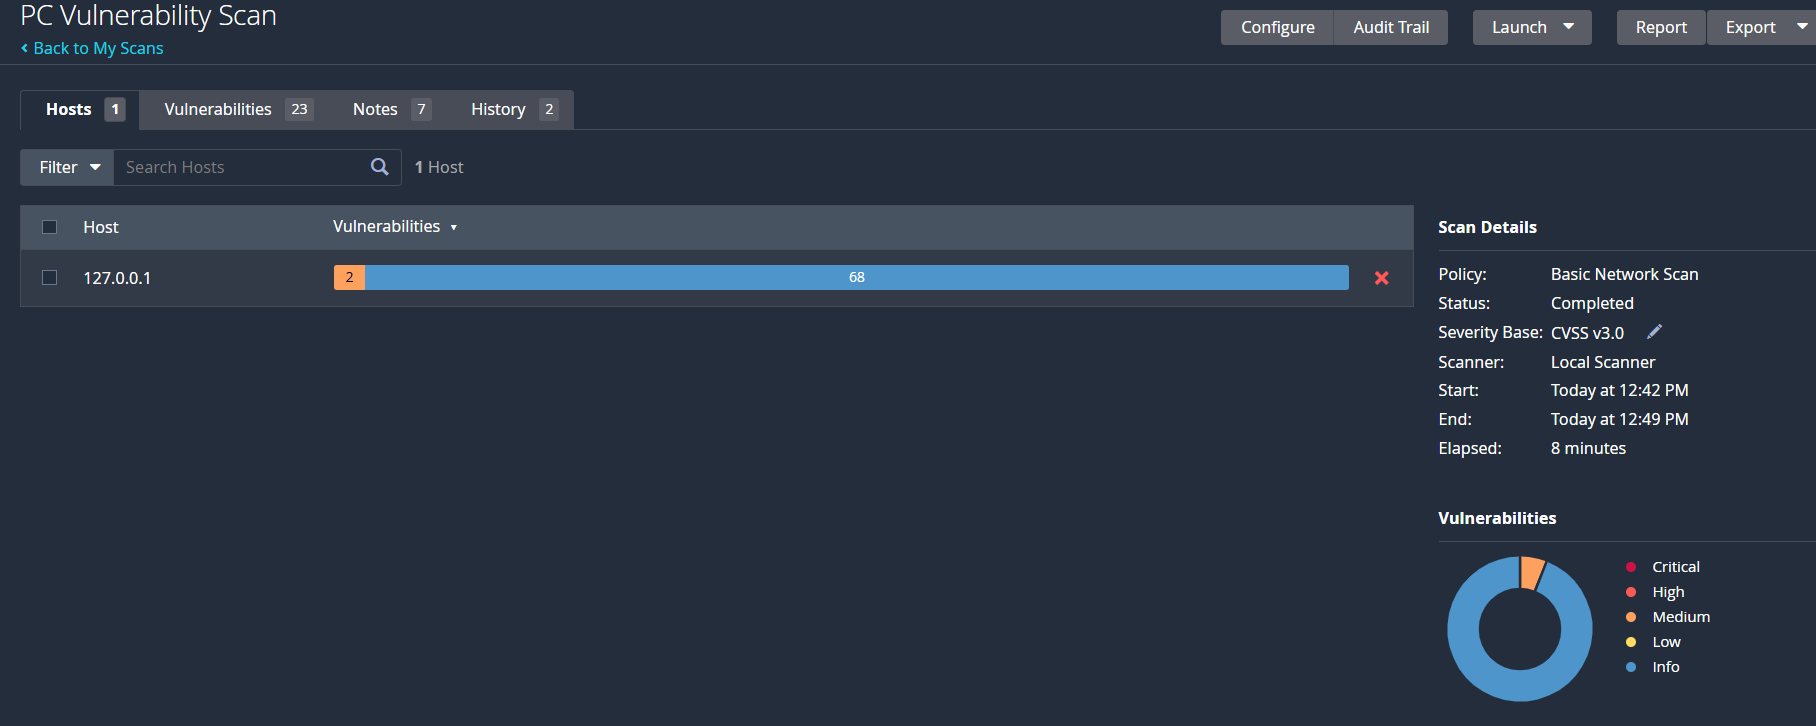 PC Vulnerability Scan
Back to My Scans
Configure Audit Trail Launch Report Export
Hosts 1 Vulnerabilities 23 Notes 7 History 2
Filter Search Hosts 1 Host
Host Vulnerabilities
127.0.0.1 2 68
Scan Details
Policy: Basic Network Scan
Status: Completed
Severity Base: CVSS v3.0
Scanner: Local Scanner
Start: Today at 12:42 PM
End: Today at 12:49 PM
Elapsed: 8 minutes
Vulnerabilities
Critical
High
Medium
Low
Info